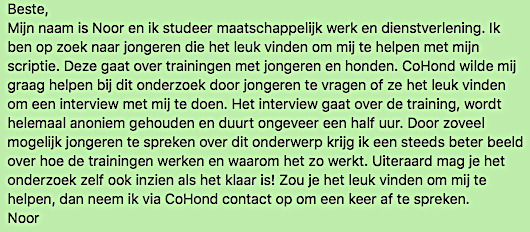 Beste,
Mijn naam is Noor en ik studeer maatschappelijk werk en dienstverlening. Ik
ben op zoek naar jongeren die het leuk vinden om mij te helpen met mijn
scriptie. Deze gaat over trainingen met jongeren en honden. CoHond wilde mij
graag helpen bij dit onderzoek door jongeren te vragen of ze het leuk vinden
om een interview met mij te doen. Het interview gaat over de training, wordt
helemaal anoniem gehouden en duurt ongeveer een half uur. Door zoveel
mogelijk jongeren te spreken over dit onderwerp krijg ik een steeds beter beeld
over hoe de trainingen werken en waarom het zo werkt. Uiteraard mag je het
onderzoek zelf ook inzien als het klaar is! Zou je het leuk vinden om mij te
helpen, dan neem ik via CoHond contact op om een keer af te spreken.
Noor